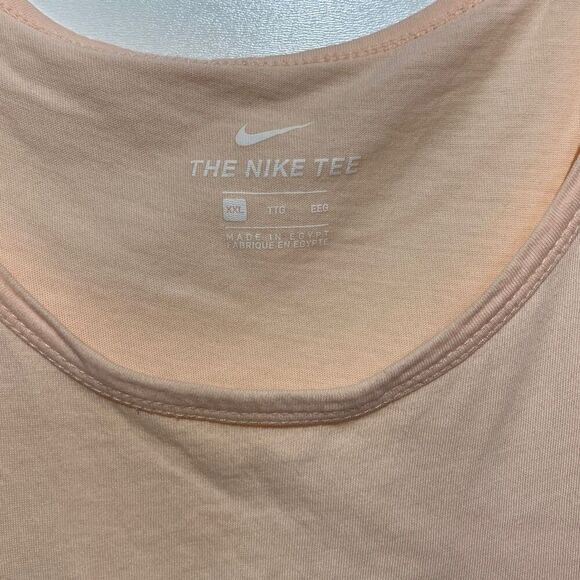 THE NIKE TEE
XXL TTG EEG
MADE IN EGYPT
FABRIQUE EN EGYPTE